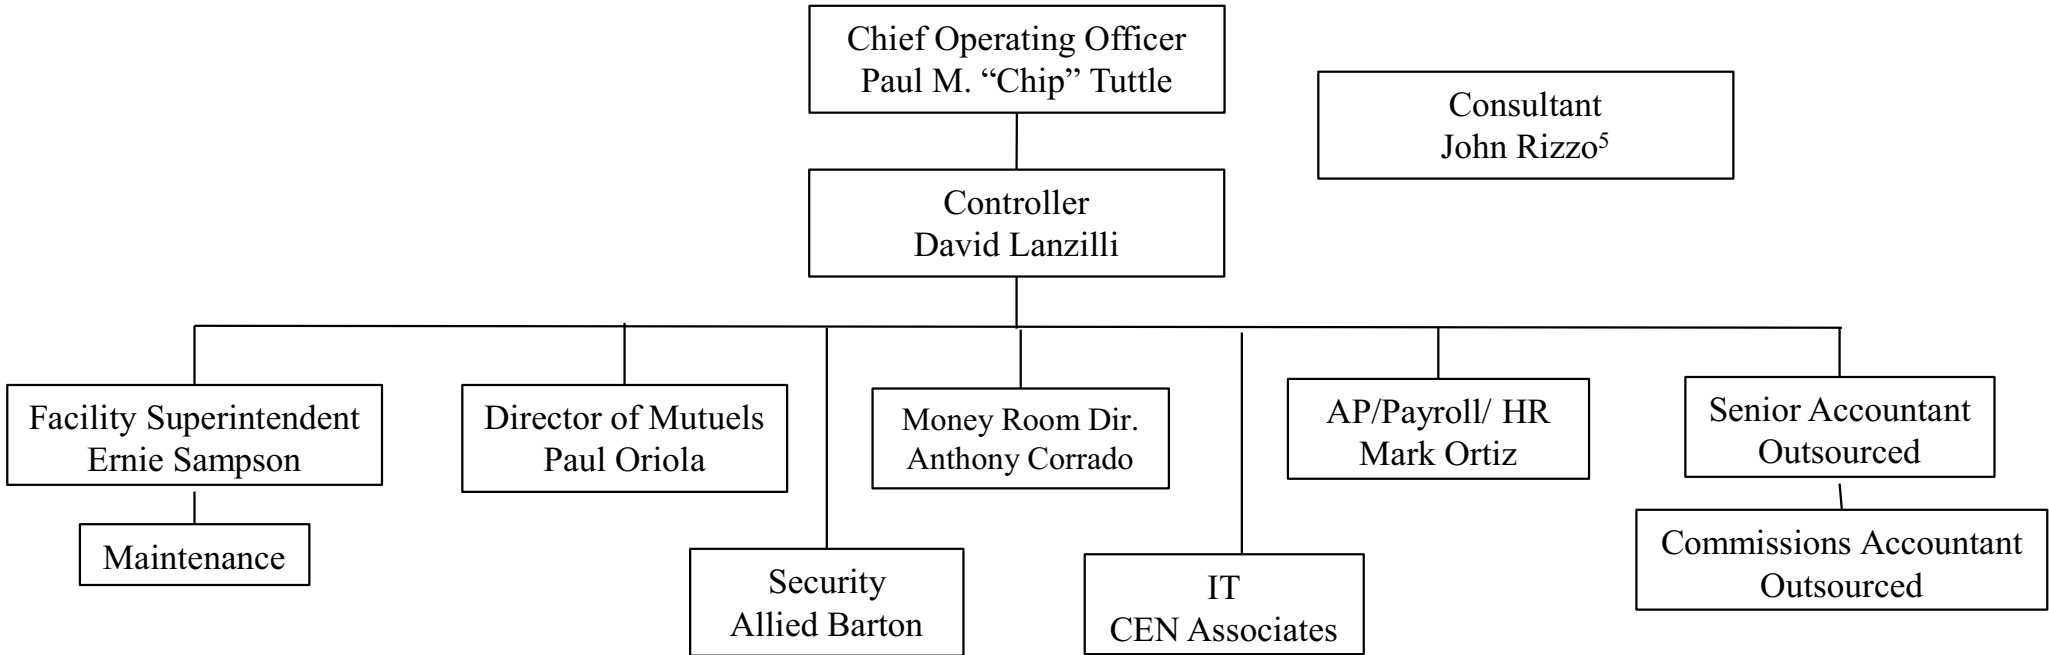 Chief Operating Officer
Paul M. “Chip” Tuttle
Consultant
John Rizzo⁵
Controller
David Lanzilli
Facility Superintendent
Ernie Sampson
Director of Mutuels
Paul Oriola
Money Room Dir.
Anthony Corrado
AP/Payroll/ HR
Mark Ortiz
Senior Accountant
Outsourced
Maintenance
Security
Allied Barton
IT
CEN Associates
Commissions Accountant
Outsourced